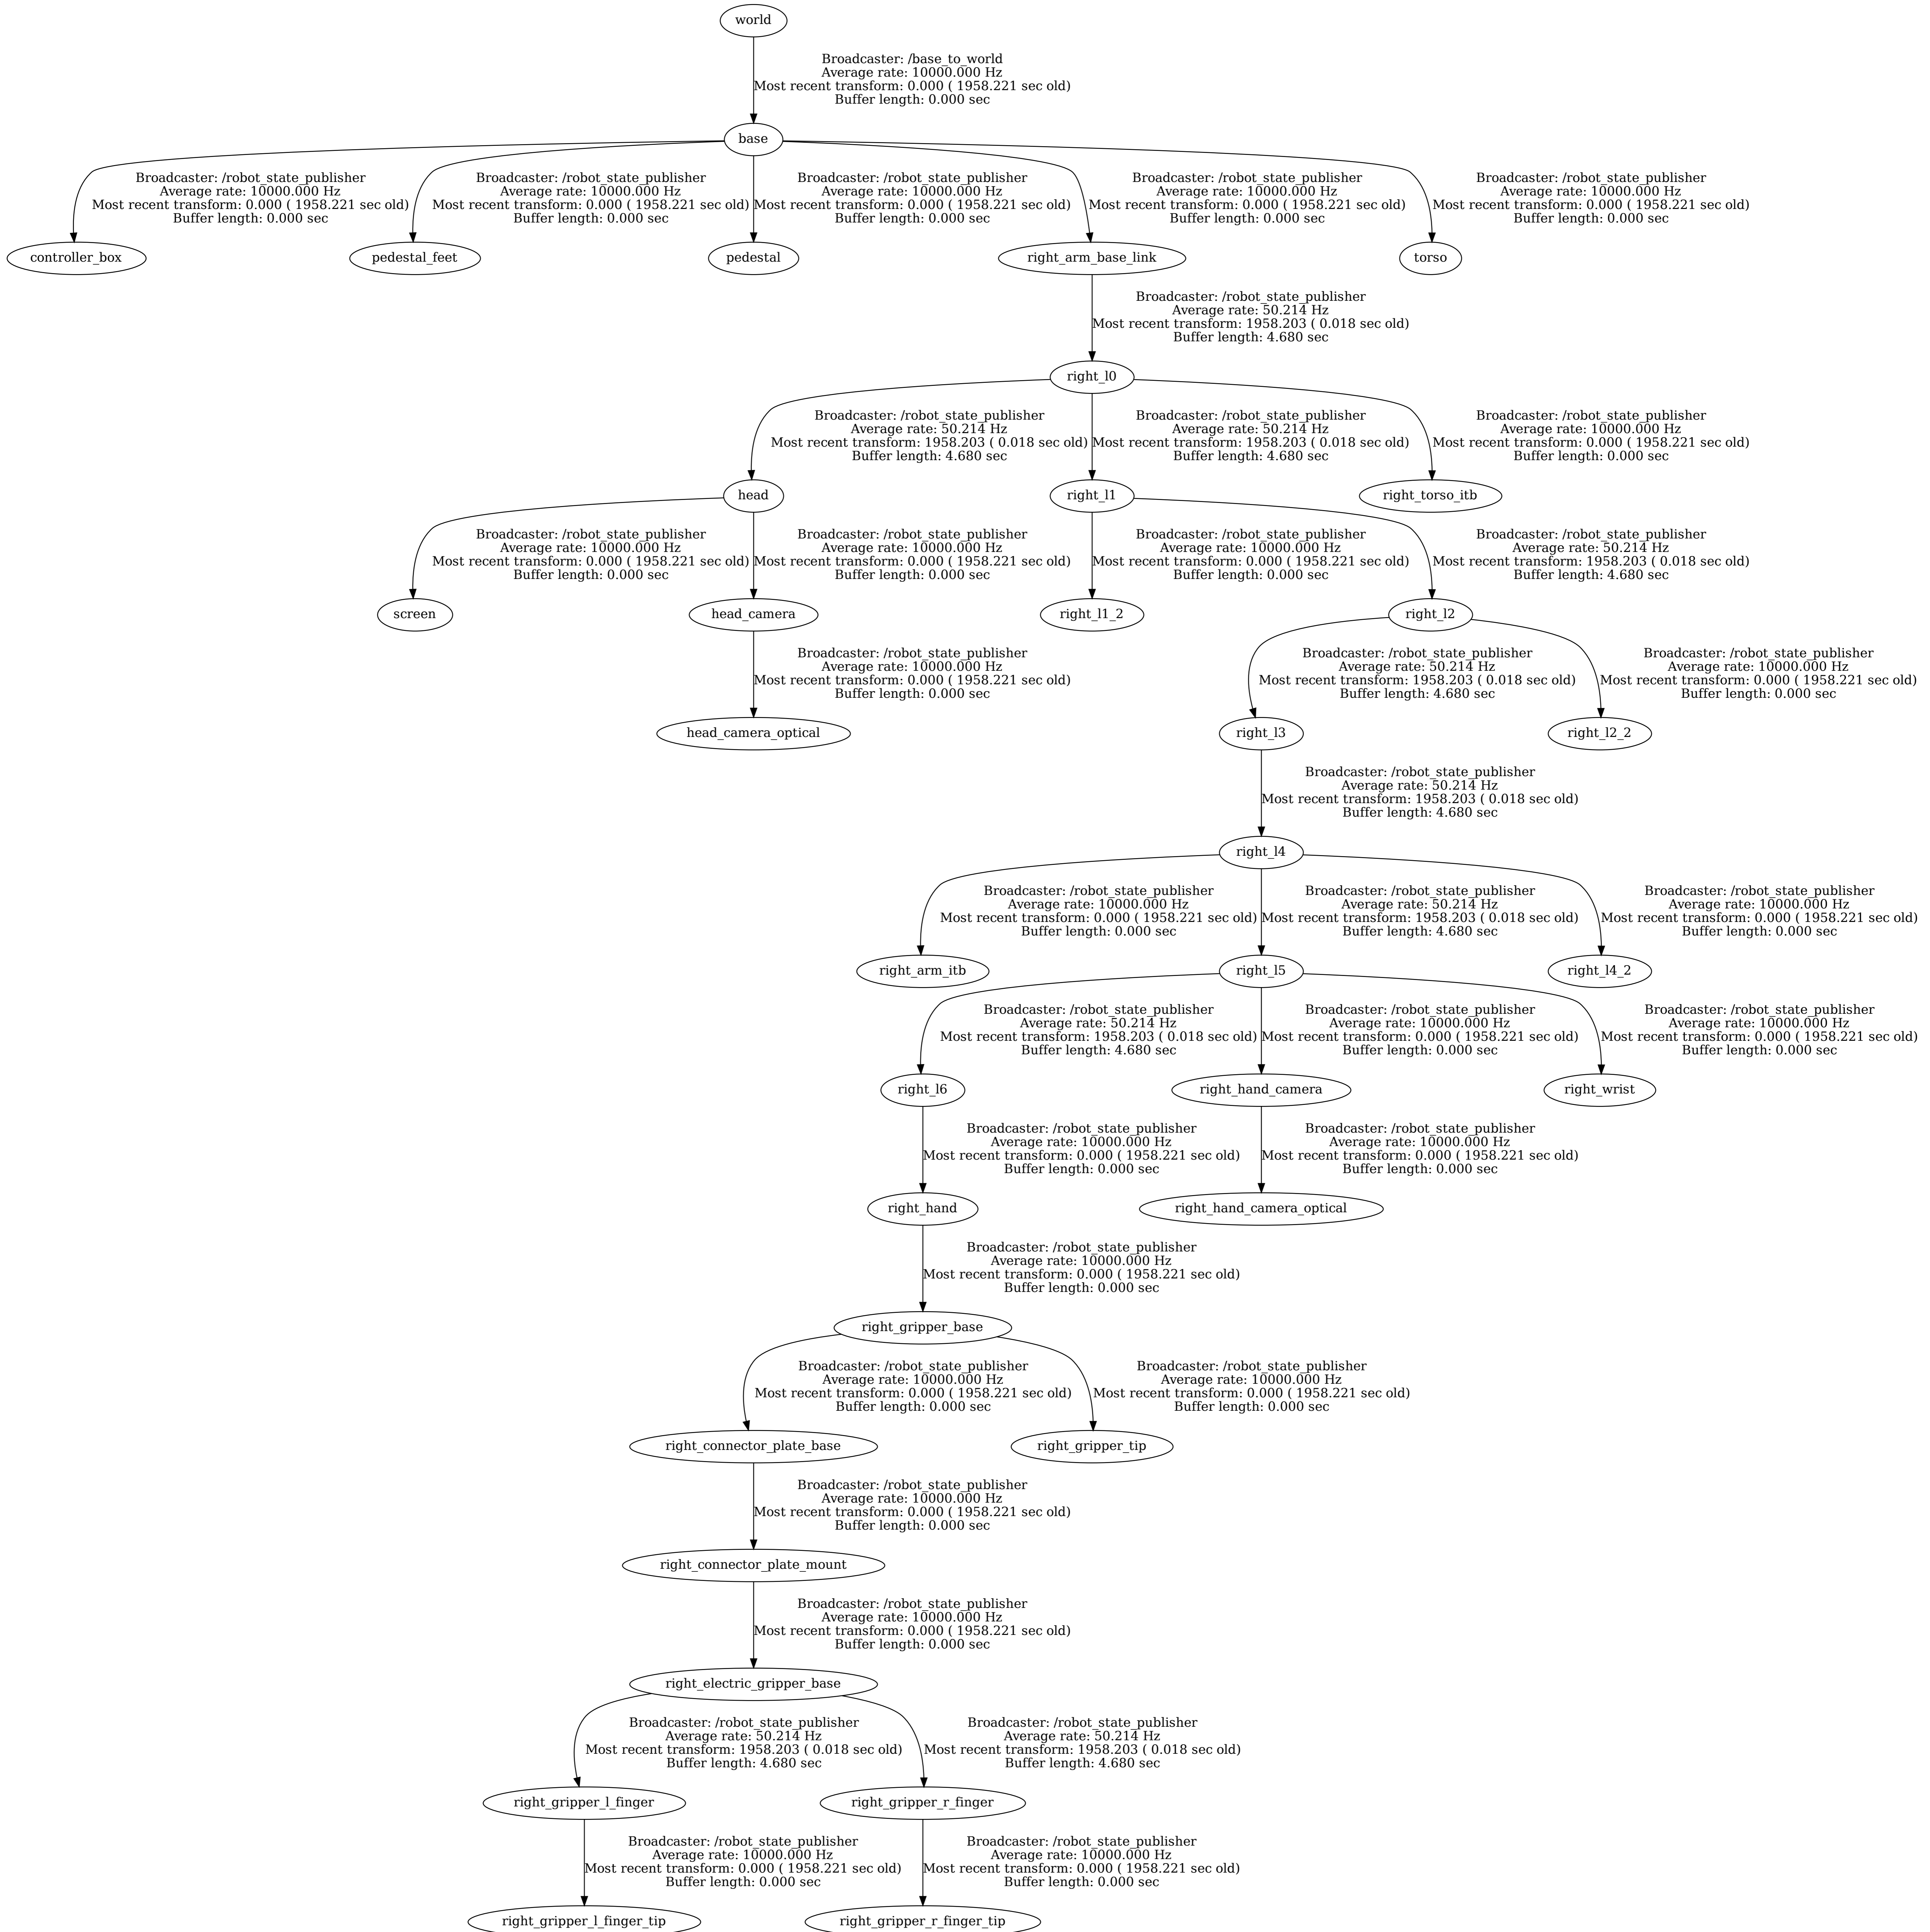 world
Broadcaster: /base_to_world
Average rate: 10000.000 Hz
Most recent transform: 0.000 ( 1958.221 sec old)
Buffer length: 0.000 sec
base
Broadcaster: /robot_state_publisher
Average rate: 10000.000 Hz
Most recent transform: 0.000 ( 1958.221 sec old)
Buffer length: 0.000 sec
Broadcaster: /robot_state_publisher
Average rate: 10000.000 Hz
Most recent transform: 0.000 ( 1958.221 sec old)
Buffer length: 0.000 sec
Broadcaster: /robot_state_publisher
Average rate: 10000.000 Hz
Most recent transform: 0.000 ( 1958.221 sec old)
Buffer length: 0.000 sec
Broadcaster: /robot_state_publisher
Average rate: 10000.000 Hz
Most recent transform: 0.000 ( 1958.221 sec old)
Buffer length: 0.000 sec
Broadcaster: /robot_state_publisher
Average rate: 10000.000 Hz
Most recent transform: 0.000 ( 1958.221 sec old)
Buffer length: 0.000 sec
controller_box
pedestal_feet
pedestal
right_arm_base_link
torso
Broadcaster: /robot_state_publisher
Average rate: 50.214 Hz
Most recent transform: 1958.203 ( 0.018 sec old)
Buffer length: 4.680 sec
right_l0
Broadcaster: /robot_state_publisher
Average rate: 50.214 Hz
Most recent transform: 1958.203 ( 0.018 sec old)
Buffer length: 4.680 sec
Broadcaster: /robot_state_publisher
Average rate: 50.214 Hz
Most recent transform: 1958.203 ( 0.018 sec old)
Buffer length: 4.680 sec
Broadcaster: /robot_state_publisher
Average rate: 10000.000 Hz
Most recent transform: 0.000 ( 1958.221 sec old)
Buffer length: 0.000 sec
head
right_l1
right_torso_itb
Broadcaster: /robot_state_publisher
Average rate: 10000.000 Hz
Most recent transform: 0.000 ( 1958.221 sec old)
Buffer length: 0.000 sec
Broadcaster: /robot_state_publisher
Average rate: 10000.000 Hz
Most recent transform: 0.000 ( 1958.221 sec old)
Buffer length: 0.000 sec
Broadcaster: /robot_state_publisher
Average rate: 10000.000 Hz
Most recent transform: 0.000 ( 1958.221 sec old)
Buffer length: 0.000 sec
Broadcaster: /robot_state_publisher
Average rate: 50.214 Hz
Most recent transform: 1958.203 ( 0.018 sec old)
Buffer length: 4.680 sec
screen
head_camera
right_l1_2
right_l2
Broadcaster: /robot_state_publisher
Average rate: 10000.000 Hz
Most recent transform: 0.000 ( 1958.221 sec old)
Buffer length: 0.000 sec
Broadcaster: /robot_state_publisher
Average rate: 50.214 Hz
Most recent transform: 1958.203 ( 0.018 sec old)
Buffer length: 4.680 sec
Broadcaster: /robot_state_publisher
Average rate: 10000.000 Hz
Most recent transform: 0.000 ( 1958.221 sec old)
Buffer length: 0.000 sec
head_camera_optical
right_l3
right_l2_2
Broadcaster: /robot_state_publisher
Average rate: 50.214 Hz
Most recent transform: 1958.203 ( 0.018 sec old)
Buffer length: 4.680 sec
right_l4
Broadcaster: /robot_state_publisher
Average rate: 10000.000 Hz
Most recent transform: 0.000 ( 1958.221 sec old)
Buffer length: 0.000 sec
Broadcaster: /robot_state_publisher
Average rate: 50.214 Hz
Most recent transform: 1958.203 ( 0.018 sec old)
Buffer length: 4.680 sec
Broadcaster: /robot_state_publisher
Average rate: 10000.000 Hz
Most recent transform: 0.000 ( 1958.221 sec old)
Buffer length: 0.000 sec
right_arm_itb
right_l5
right_l4_2
Broadcaster: /robot_state_publisher
Average rate: 50.214 Hz
Most recent transform: 1958.203 ( 0.018 sec old)
Buffer length: 4.680 sec
Broadcaster: /robot_state_publisher
Average rate: 10000.000 Hz
Most recent transform: 0.000 ( 1958.221 sec old)
Buffer length: 0.000 sec
Broadcaster: /robot_state_publisher
Average rate: 10000.000 Hz
Most recent transform: 0.000 ( 1958.221 sec old)
Buffer length: 0.000 sec
right_l6
right_hand_camera
right_wrist
Broadcaster: /robot_state_publisher
Average rate: 10000.000 Hz
Most recent transform: 0.000 ( 1958.221 sec old)
Buffer length: 0.000 sec
Broadcaster: /robot_state_publisher
Average rate: 10000.000 Hz
Most recent transform: 0.000 ( 1958.221 sec old)
Buffer length: 0.000 sec
right_hand
right_hand_camera_optical
Broadcaster: /robot_state_publisher
Average rate: 10000.000 Hz
Most recent transform: 0.000 ( 1958.221 sec old)
Buffer length: 0.000 sec
right_gripper_base
Broadcaster: /robot_state_publisher
Average rate: 10000.000 Hz
Most recent transform: 0.000 ( 1958.221 sec old)
Buffer length: 0.000 sec
Broadcaster: /robot_state_publisher
Average rate: 10000.000 Hz
Most recent transform: 0.000 ( 1958.221 sec old)
Buffer length: 0.000 sec
right_connector_plate_base
right_gripper_tip
Broadcaster: /robot_state_publisher
Average rate: 10000.000 Hz
Most recent transform: 0.000 ( 1958.221 sec old)
Buffer length: 0.000 sec
right_connector_plate_mount
Broadcaster: /robot_state_publisher
Average rate: 10000.000 Hz
Most recent transform: 0.000 ( 1958.221 sec old)
Buffer length: 0.000 sec
right_electric_gripper_base
Broadcaster: /robot_state_publisher
Average rate: 50.214 Hz
Most recent transform: 1958.203 ( 0.018 sec old)
Buffer length: 4.680 sec
Broadcaster: /robot_state_publisher
Average rate: 50.214 Hz
Most recent transform: 1958.203 ( 0.018 sec old)
Buffer length: 4.680 sec
right_gripper_l_finger
right_gripper_r_finger
Broadcaster: /robot_state_publisher
Average rate: 10000.000 Hz
Most recent transform: 0.000 ( 1958.221 sec old)
Buffer length: 0.000 sec
Broadcaster: /robot_state_publisher
Average rate: 10000.000 Hz
Most recent transform: 0.000 ( 1958.221 sec old)
Buffer length: 0.000 sec
right_gripper_l_finger_tip
right_gripper_r_finger_tip